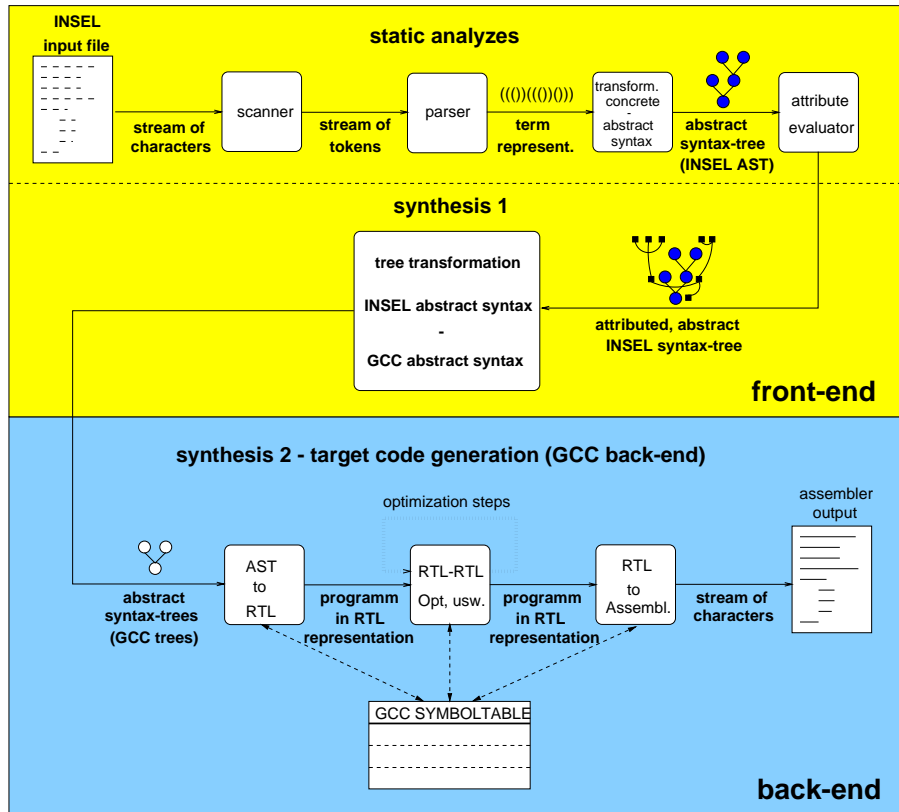 INSEL
input file
static analyzes
scanner
parser
((())(())()))
transform.
concrete
-
abstract
syntax
attribute
evaluator
stream of
characters
stream of
tokens
term
represent.
abstract
syntax-tree
(INSEL AST)
synthesis 1
tree transformation
INSEL abstract syntax
-
GCC abstract syntax
attributed, abstract
INSEL syntax-tree
front-end
synthesis 2 - target code generation (GCC back-end)
optimization steps
assembler
output
AST
to
RTL
RTL-RTL
Opt, usw.
RTL
to
Assembl.
abstract
syntax-trees
(GCC trees)
programm
in RTL
representation
programm
in RTL
representation
stream of
characters
GCC SYMBOLTABLE
back-end